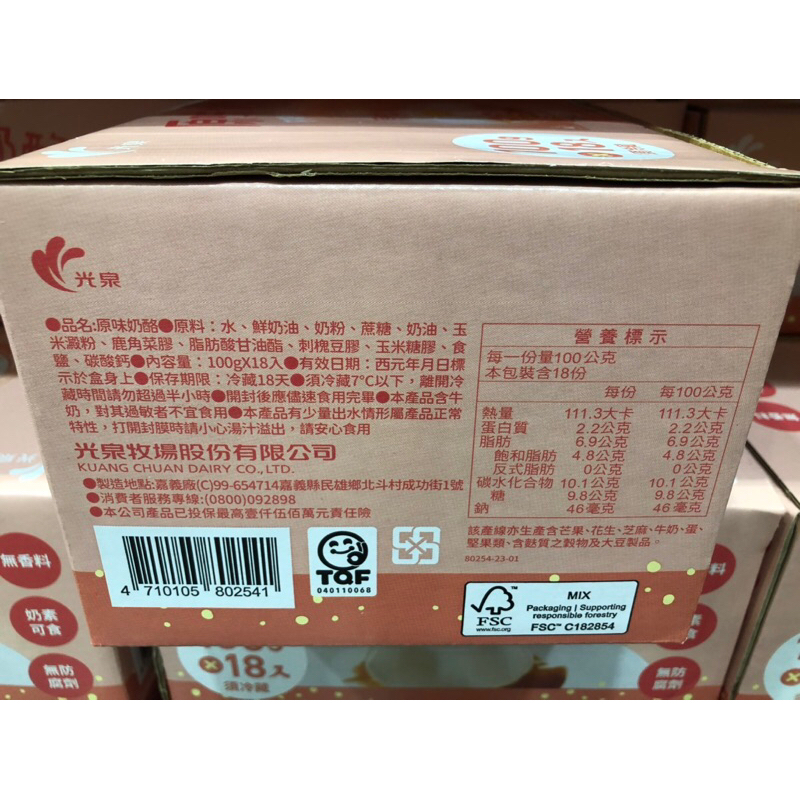 光泉
●品名:原味奶酪●原料：水、鮮奶油、奶粉、蔗糖、奶油、玉
米澱粉、鹿角菜膠、脂肪酸甘油酯、刺槐豆膠、玉米糖膠、食
鹽、碳酸鈣●內容量：100gX18入●有效日期：西元年月日標
示於盒身上●保存期限：冷藏18天●須冷藏7℃以下，離開冷
藏時間請勿超過半小時●開封後應儘速食用完畢●本產品含牛
奶，對其過敏者不宜食用●本產品有少量出水情形屬產品正常
特性，打開封膜時請小心湯汁溢出，請安心食用
光泉牧場股份有限公司
KUANG CHUAN DAIRY CO., LTD.
●製造地點:嘉義廠(C)99-654714嘉義縣民雄鄉北斗村成功街1號
●消費者服務專線:(0800)092898
●本公司產品已投保最高壹仟伍佰萬元責任險
營養標示
每一份量100公克
本包裝含18份
每份 每100公克
熱量 111.3大卡 111.3大卡
蛋白質 2.2公克 2.2公克
脂肪 6.9公克 6.9公克
飽和脂肪 4.8公克 4.8公克
反式脂肪 0公克 0公克
碳水化合物 10.1公克 10.1公克
糖 9.8公克 9.8公克
鈉 46毫克 46毫克
該產線亦生產含芒果、花生、芝麻、牛奶、蛋、
堅果類、含麩質之穀物及大豆製品。
80254-23-01
4 710105 802541
TQF
040110068
FSC
www.fsc.org
MIX
Packaging | Supporting
responsible forestry
FSC™ C182854
無香料
奶素
可食
無防
腐劑
×18入
須冷藏
無防
腐劑